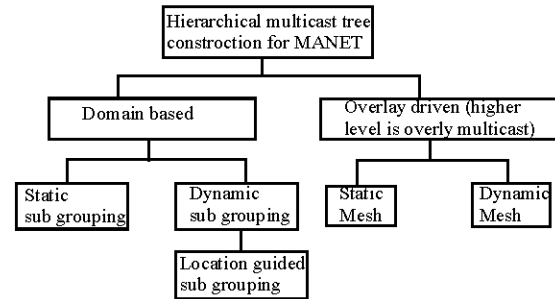 Hierarchical multicast tree
constroction for MANET
Domain based
Overlay driven (higher
level is overly multicast)
Static
sub grouping
Dynamic
sub grouping
Static
Mesh
Dynamic
Mesh
Location guided
sub grouping